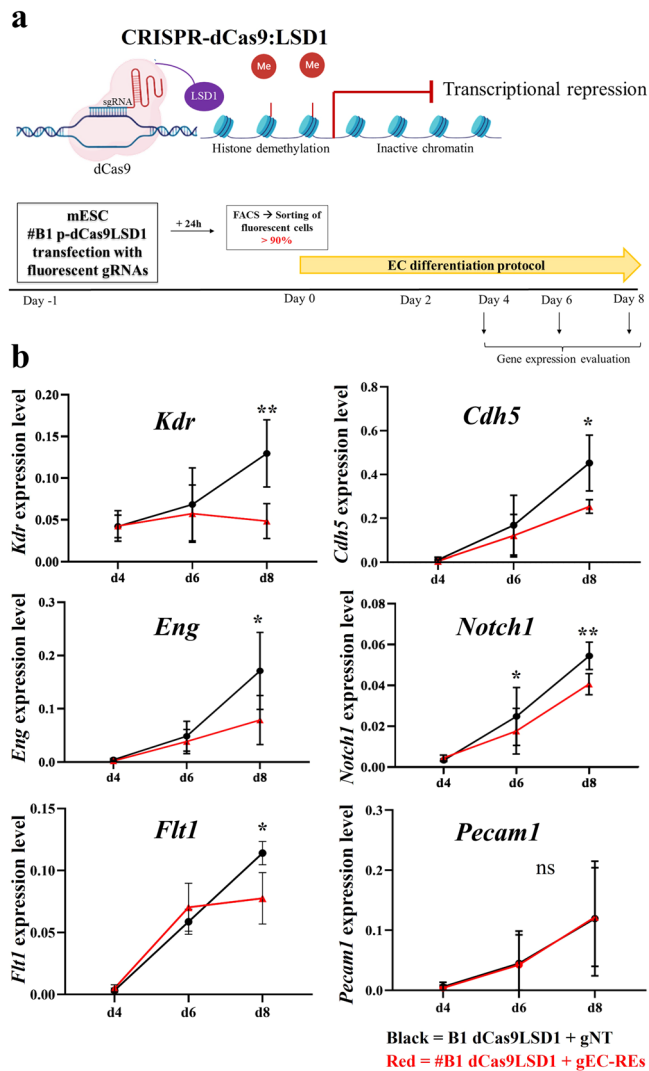 a
CRISPR-dCas9:LSD1
Me
Me
sgRNA
LSD1
Transcriptional repression
Histone demethylation
Inactive chromatin
dCas9
mESC
#B1 p-dCas9LSD1
transfection with
fluorescent gRNAs
+ 24h
FACS → Sorting of
fluorescent cells
> 90%
EC differentiation protocol
Day -1
Day 0
Day 2
Day 4
Day 6
Day 8
Gene expression evaluation
b
Kdr expression level
0.20
0.15
0.10
0.05
0.00
Kdr
**
d4
d6
d8
Cdh5 expression level
0.8
0.6
0.4
0.2
0.0
Cdh5
*
d4
d6
d8
Eng expression level
0.3
0.2
0.1
0.0
Eng
*
d4
d6
d8
Notch1 expression level
0.08
0.06
0.04
0.02
0.00
Notch1
*
**
d4
d6
d8
Flt1 expression level
0.15
0.10
0.05
0.00
Flt1
*
d4
d6
d8
Pecam1 expression level
0.3
0.2
0.1
0.0
Pecam1
ns
d4
d6
d8
Black = B1 dCas9LSD1 + gNT
Red = #B1 dCas9LSD1 + gEC-REs